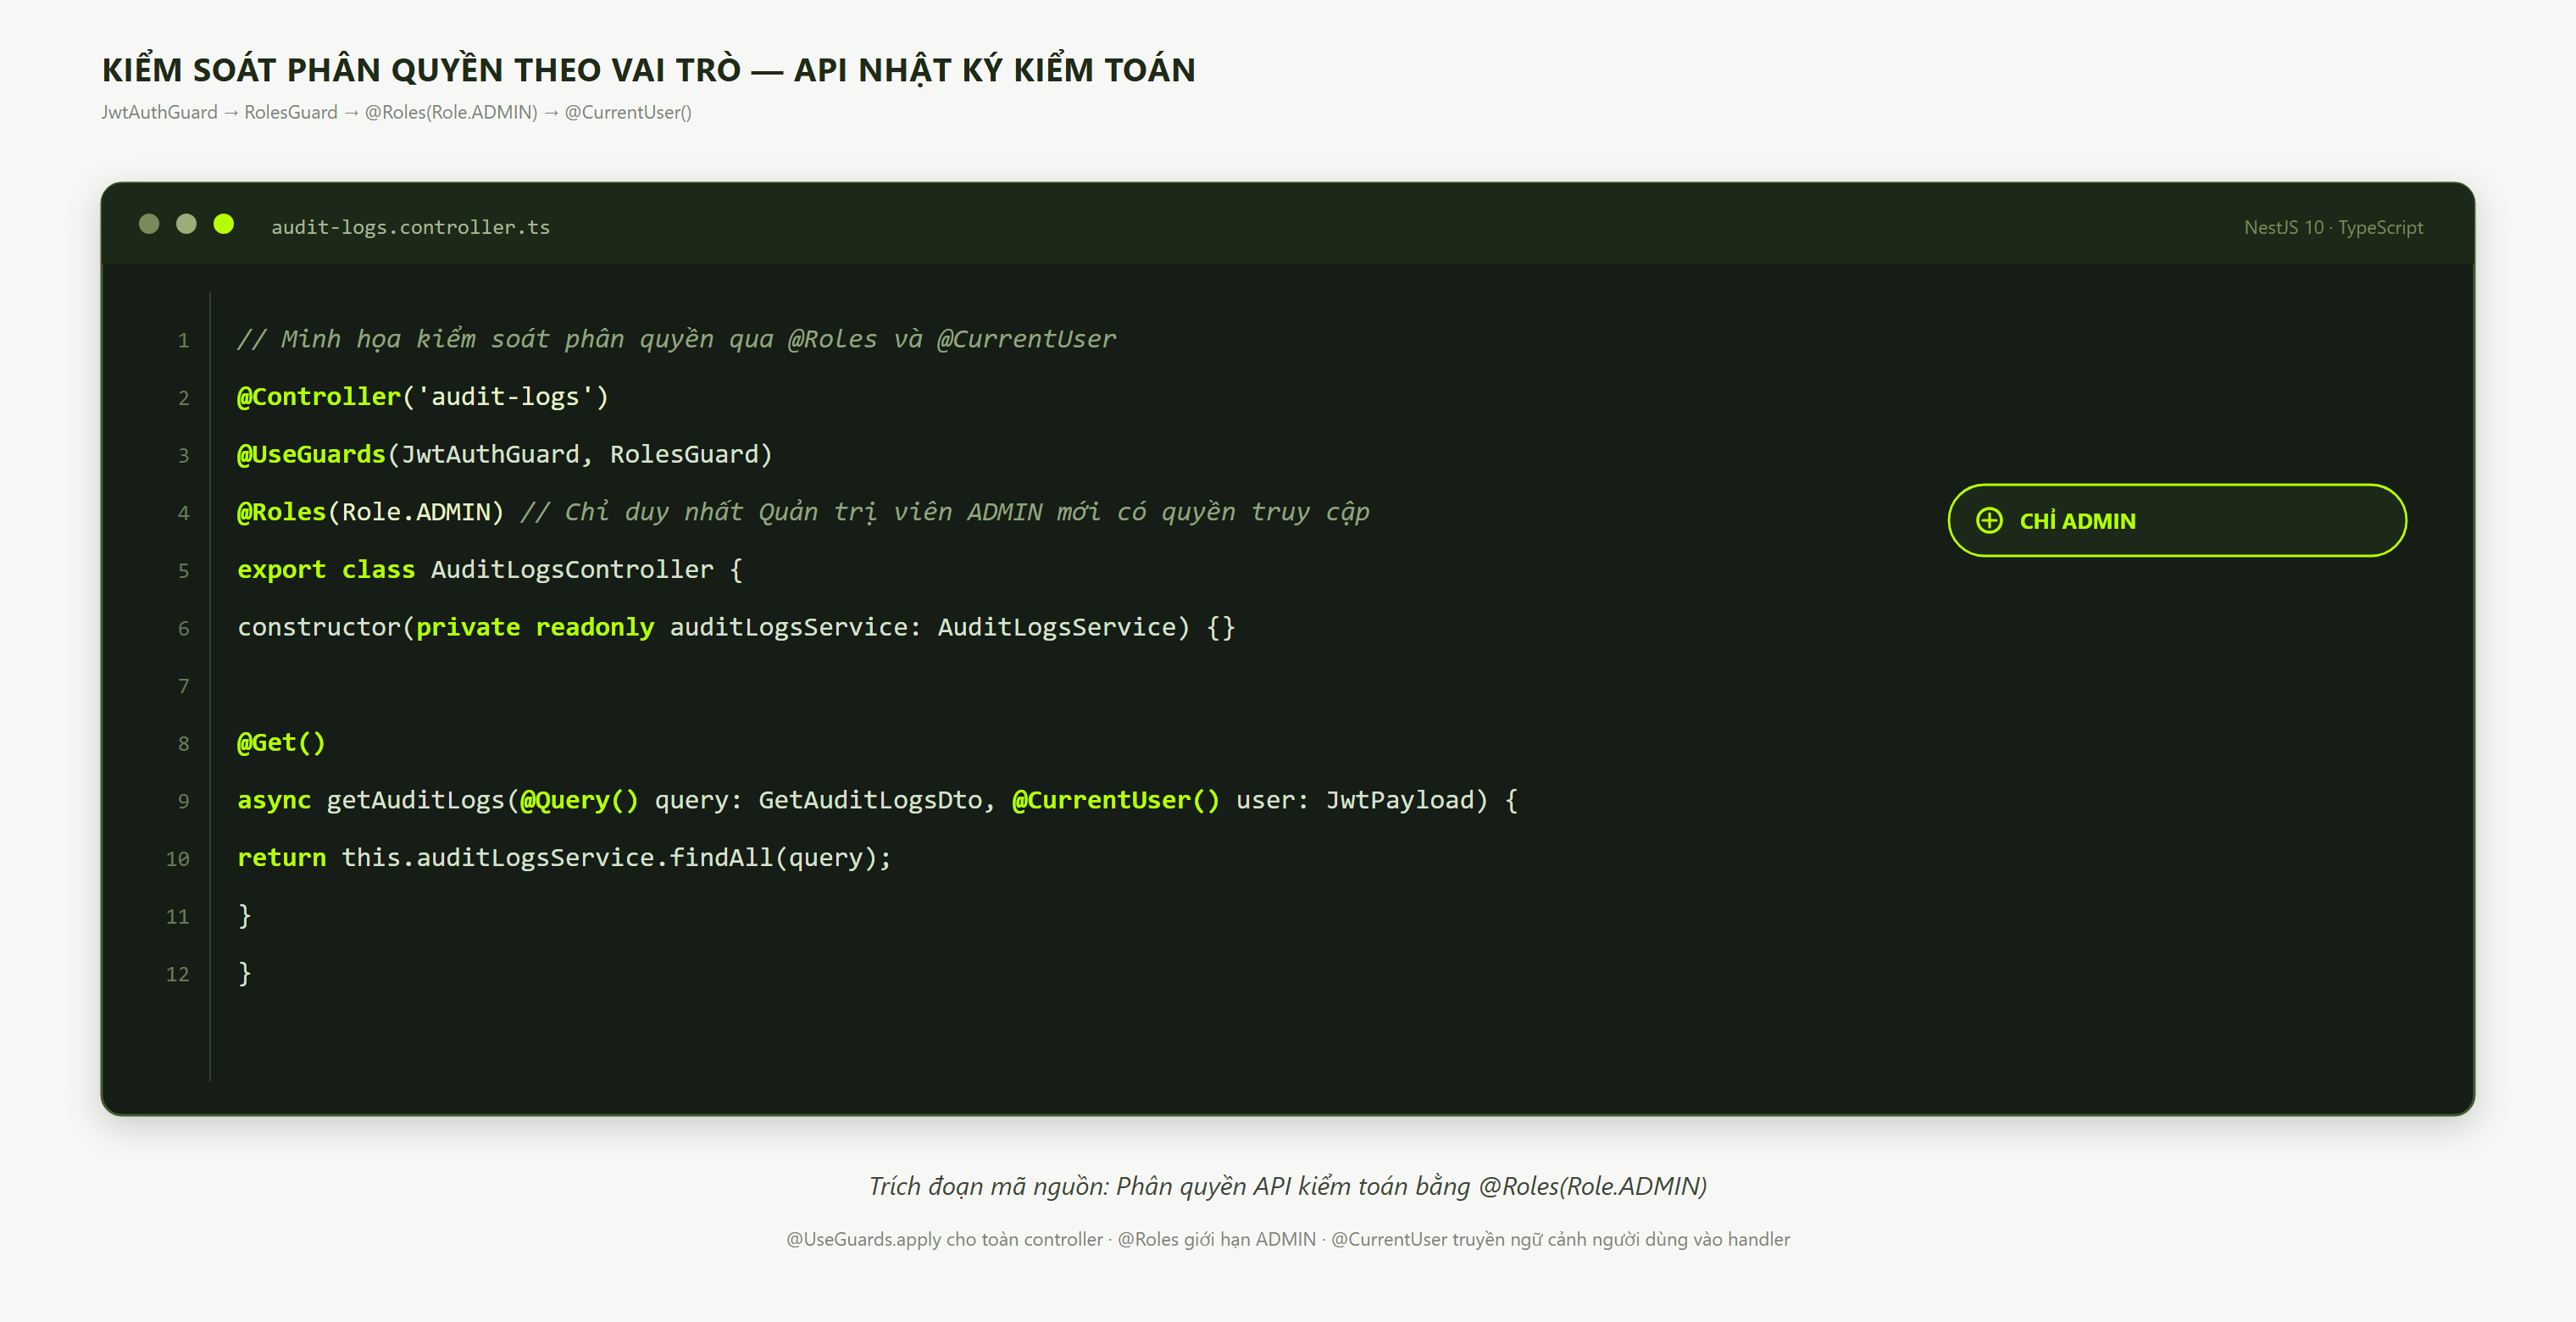 KIỂM SOÁT PHÂN QUYỀN THEO VAI TRÒ — API NHẬT KÝ KIỂM TOÁN
JwtAuthGuard → RolesGuard → @Roles(Role.ADMIN) → @CurrentUser()
audit-logs.controller.ts
NestJS 10 · TypeScript
1 // Minh họa kiểm soát phân quyền qua @Roles và @CurrentUser
2 @Controller('audit-logs')
3 @UseGuards(JwtAuthGuard, RolesGuard)
4 @Roles(Role.ADMIN) // Chỉ duy nhất Quản trị viên ADMIN mới có quyền truy cập
CHỈ ADMIN
5 export class AuditLogsController {
6 constructor(private readonly auditLogsService: AuditLogsService) {}
7
8 @Get()
9 async getAuditLogs(@Query() query: GetAuditLogsDto, @CurrentUser() user: JwtPayload) {
10 return this.auditLogsService.findAll(query);
11 }
12 }
Trích đoạn mã nguồn: Phân quyền API kiểm toán bằng @Roles(Role.ADMIN)
@UseGuards.apply cho toàn controller · @Roles giới hạn ADMIN · @CurrentUser truyền ngữ cảnh người dùng vào handler